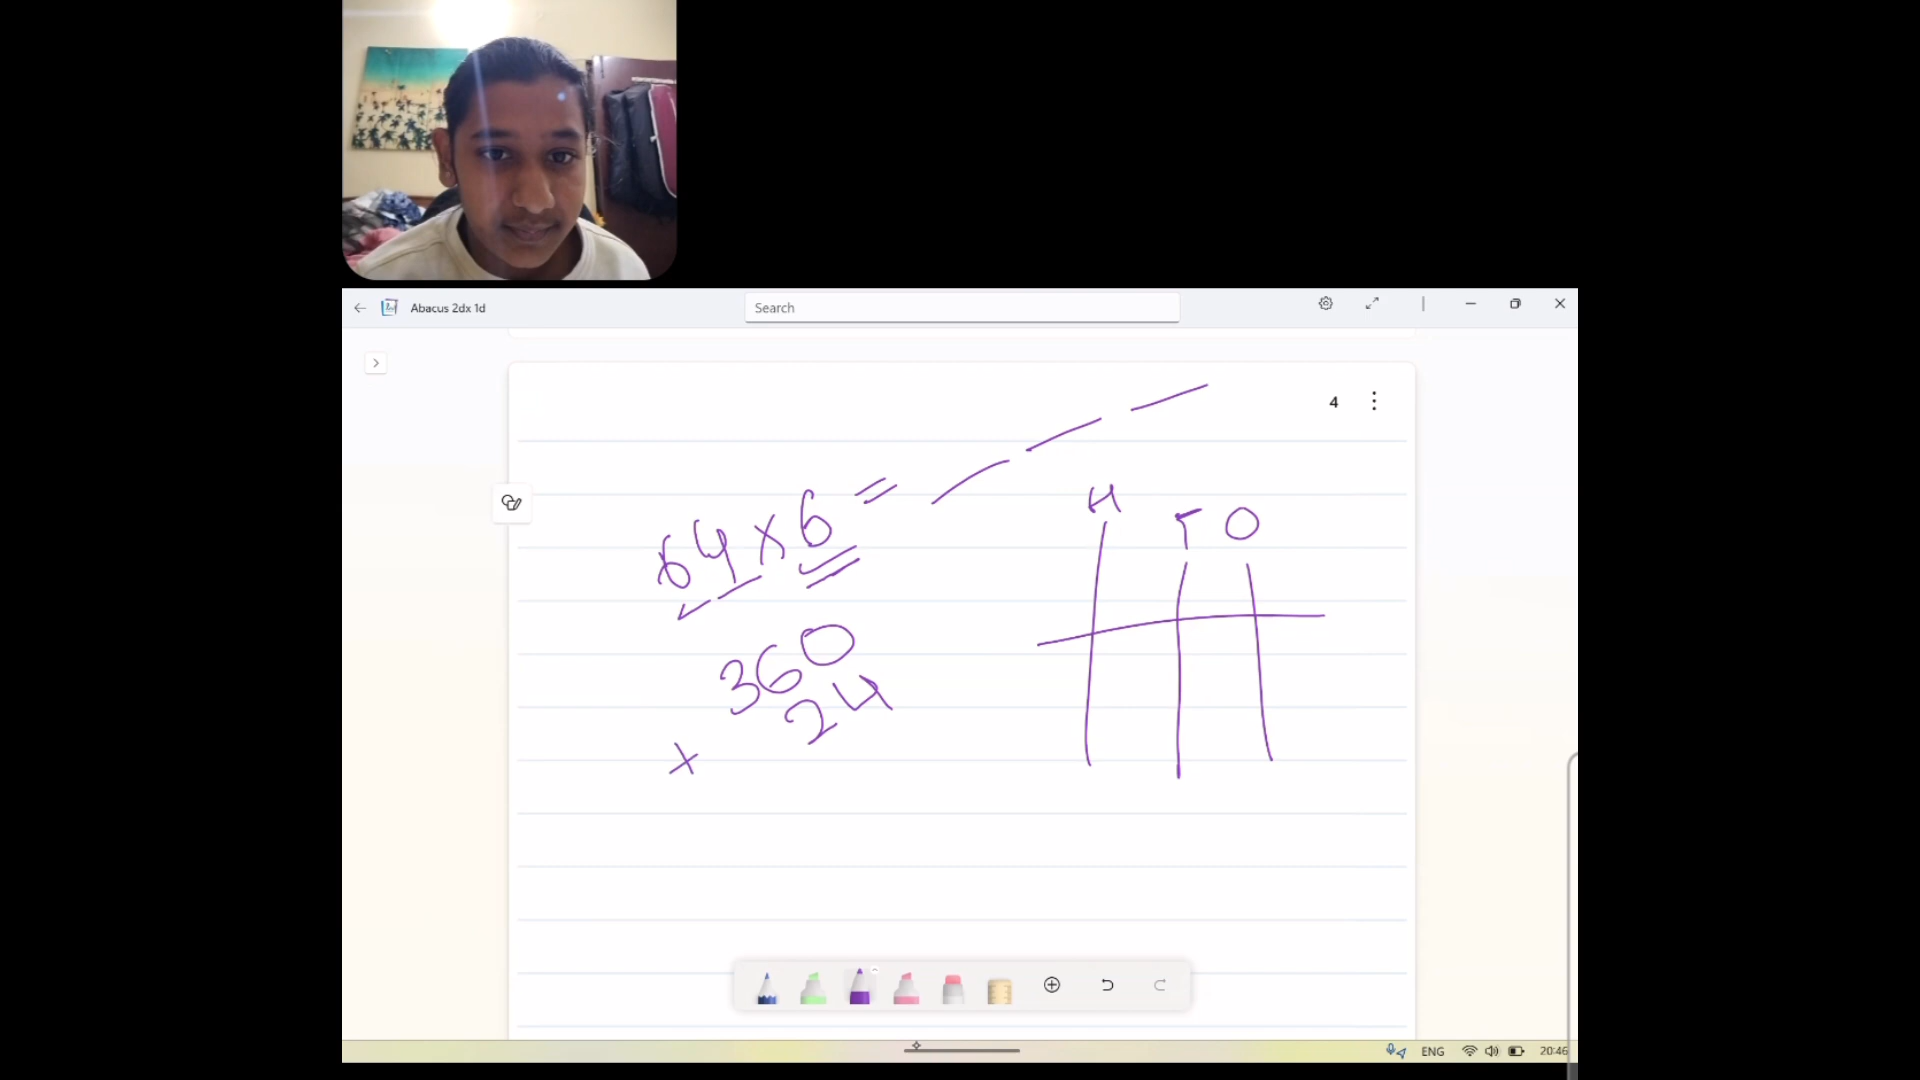 Abacus 2dx 1d
Search
4
64 x 6 =
H T O
360
24
+
ENG
20:46